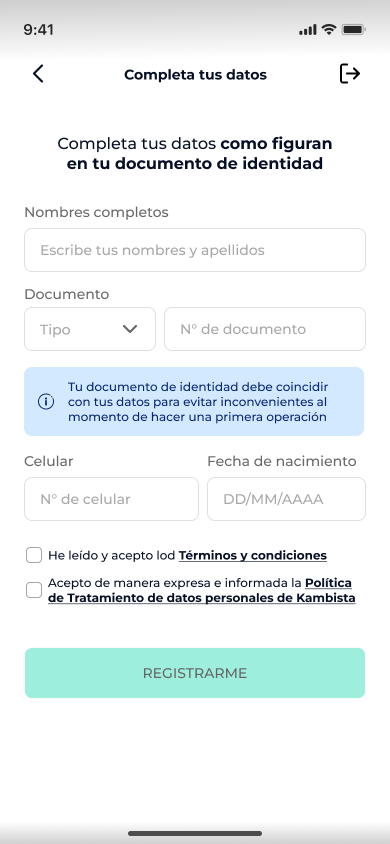 9:41
Completa tus datos
Completa tus datos como figuran
en tu documento de identidad
Nombres completos
Escribe tus nombres y apellidos
Documento
Tipo
N° de documento
Tu documento de identidad debe coincidir
con tus datos para evitar inconvenientes al
momento de hacer una primera operación
Celular
Fecha de nacimiento
N° de celular
DD/MM/AAAA
He leído y acepto lod Términos y condiciones
Acepto de manera expresa e informada la Política
de Tratamiento de datos personales de Kambista
REGISTRARME